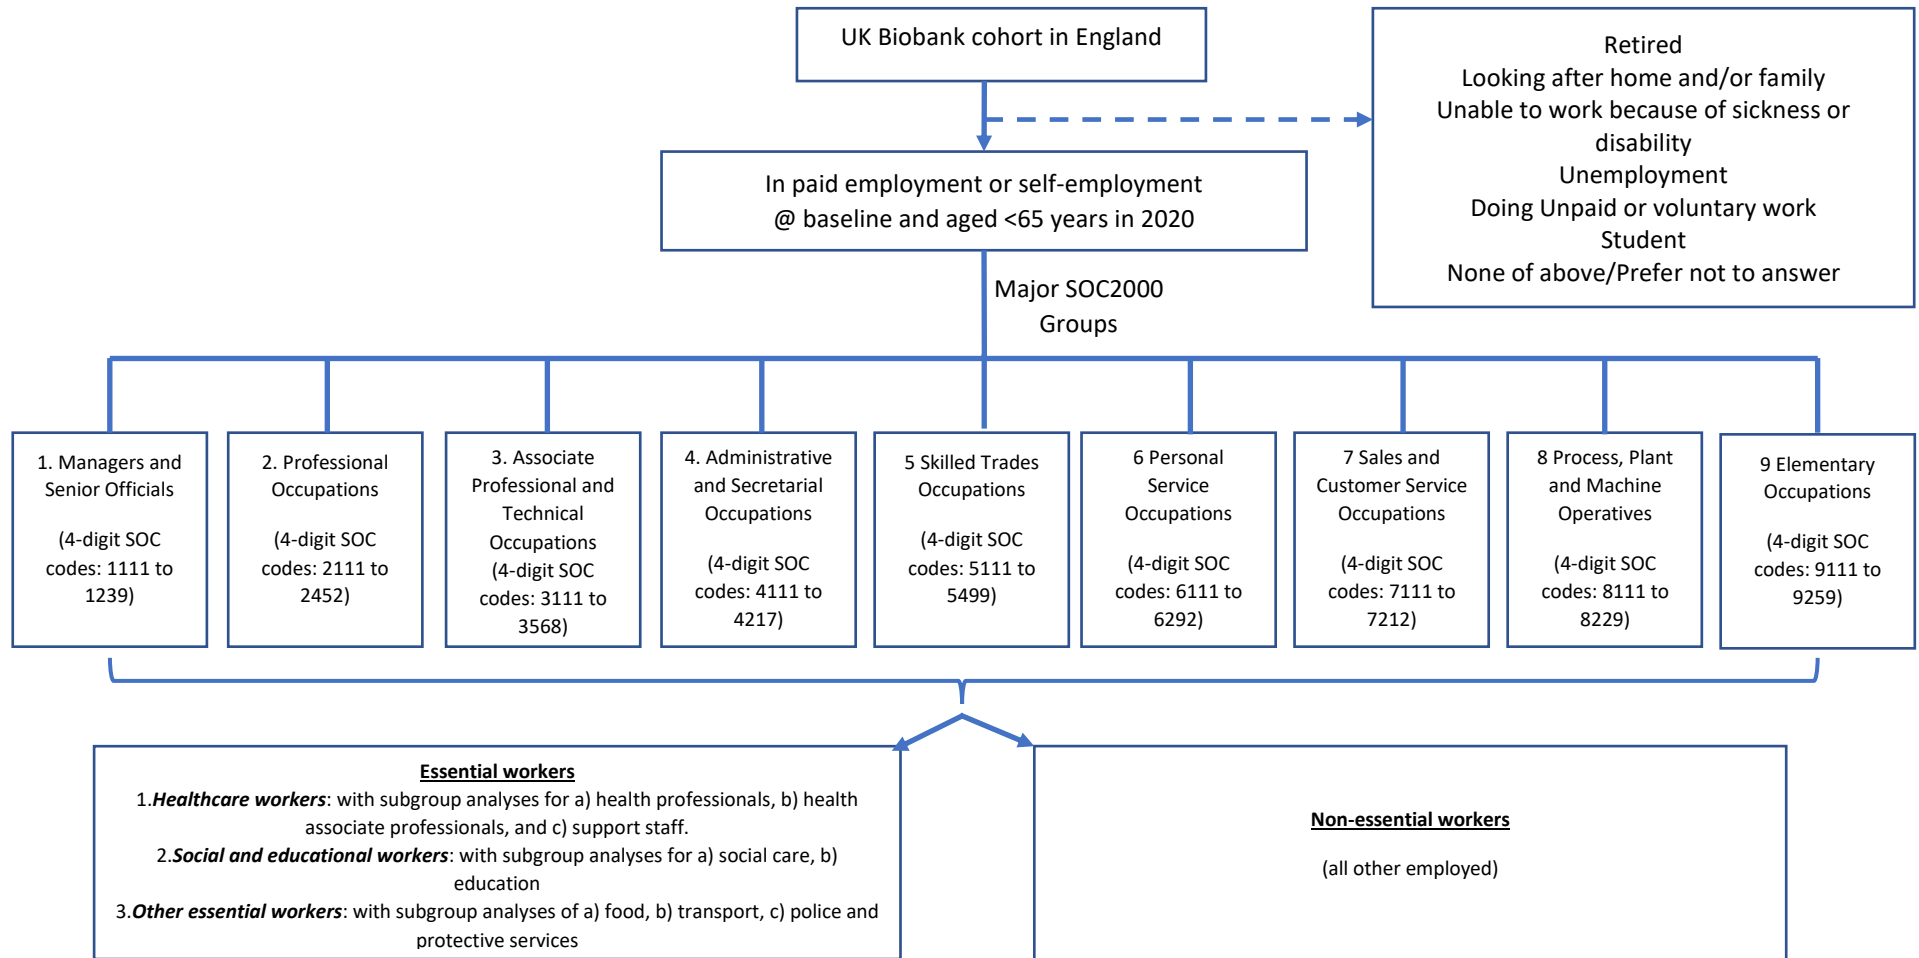 UK Biobank cohort in England
Retired
Looking after home and/or family
Unable to work because of sickness or
disability
Unemployment
Doing Unpaid or voluntary work
Student
None of above/Prefer not to answer
In paid employment or self-employment
@ baseline and aged <65 years in 2020
Major SOC2000
Groups
1. Managers and
Senior Officials
(4-digit SOC
codes: 1111 to
1239)
2. Professional
Occupations
(4-digit SOC
codes: 2111 to
2452)
3. Associate
Professional and
Technical
Occupations
(4-digit SOC
codes: 3111 to
3568)
4. Administrative
and Secretarial
Occupations
(4-digit SOC
codes: 4111 to
4217)
5 Skilled Trades
Occupations
(4-digit SOC
codes: 5111 to
5499)
6 Personal
Service
Occupations
(4-digit SOC
codes: 6111 to
6292)
7 Sales and
Customer Service
Occupations
(4-digit SOC
codes: 7111 to
7212)
8 Process, Plant
and Machine
Operatives
(4-digit SOC
codes: 8111 to
8229)
9 Elementary
Occupations
(4-digit SOC
codes: 9111 to
9259)
Essential workers
1.Healthcare workers: with subgroup analyses for a) health professionals, b) health
associate professionals, and c) support staff.
2.Social and educational workers: with subgroup analyses for a) social care, b)
education
3.Other essential workers: with subgroup analyses of a) food, b) transport, c) police and
protective services
Non-essential workers
(all other employed)